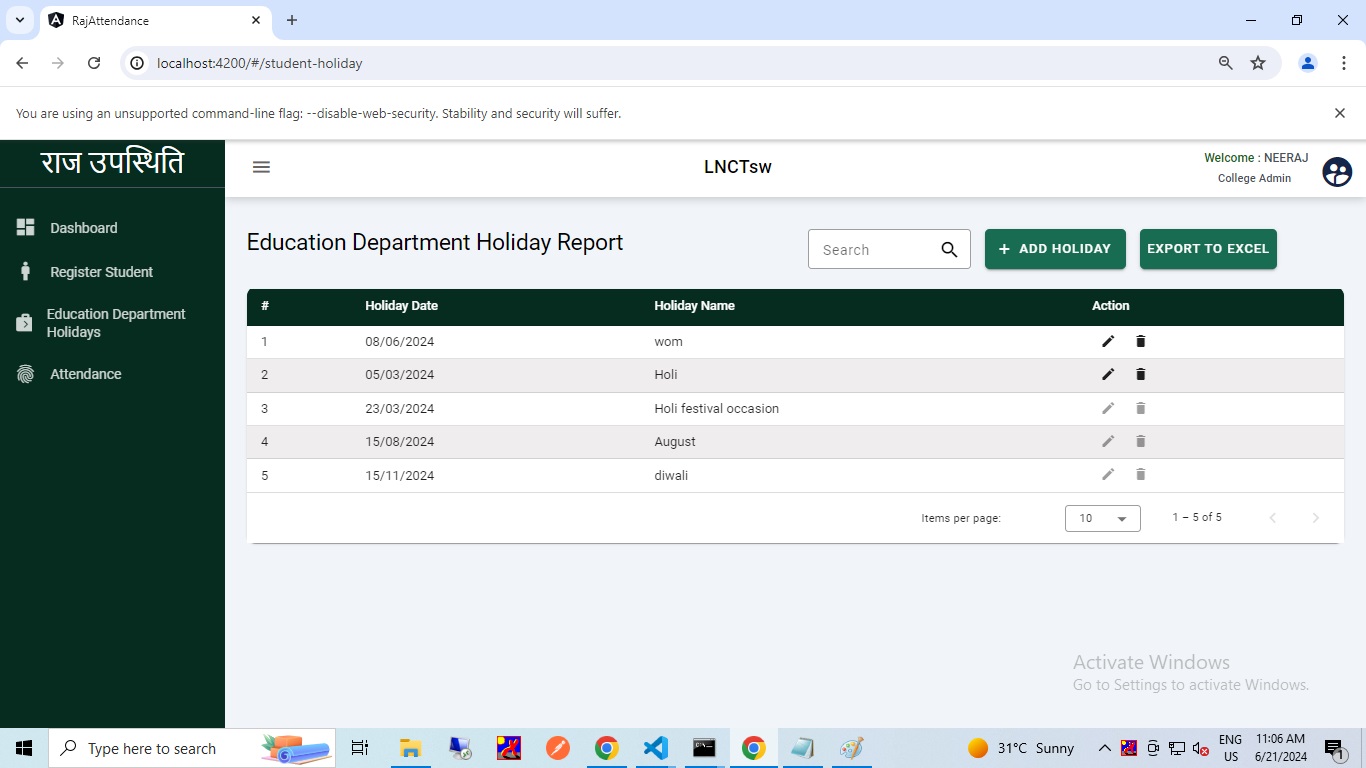 RajAttendance
localhost:4200/#/student-holiday
You are using an unsupported command-line flag: --disable-web-security. Stability and security will suffer.
राज उपस्थिति
LNCTsw
Welcome : NEERAJ
College Admin
Dashboard
Register Student
Education Department
Holidays
Attendance
Education Department Holiday Report
Search
+ ADD HOLIDAY
EXPORT TO EXCEL
# Holiday Date Holiday Name Action
1 08/06/2024 wom
2 05/03/2024 Holi
3 23/03/2024 Holi festival occasion
4 15/08/2024 August
5 15/11/2024 diwali
Items per page: 10 1 – 5 of 5
Activate Windows
Go to Settings to activate Windows.
Type here to search
31°C Sunny
ENG
US
11:06 AM
6/21/2024
1